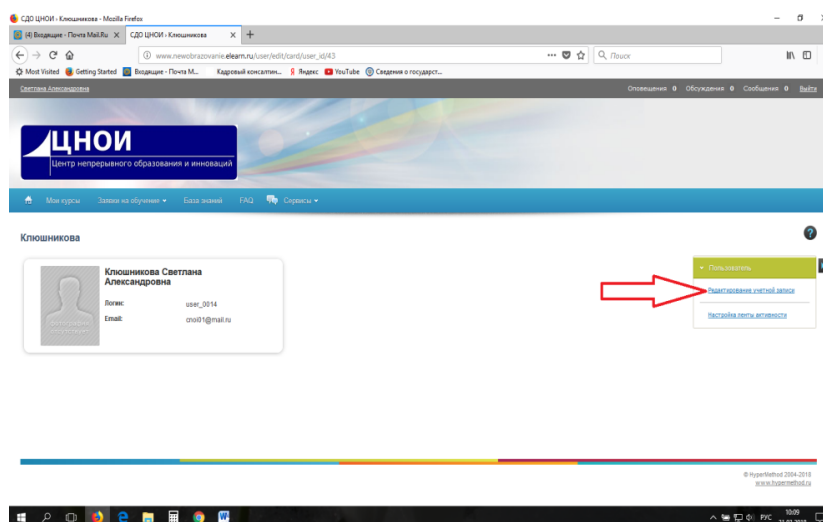 СДО ЦНОИ - Клюшникова - Mozilla Firefox
(4) Входящие - Почта Mail.Ru
СДО ЦНОИ - Клюшникова
www.newobrazovanie.elearn.ru/user/edit/card/user_id/43
Поиск
Most Visited Getting Started Входящие - Почта М... Кадровый консалтин... Яндекс YouTube Сведения о государст...
Светлана Александровна
Оповещения 0 Обсуждения 0 Сообщения 0 Выйти
ЦНОИ
Центр непрерывного образования и инноваций
Мои курсы Заявки на обучение База знаний FAQ Сервисы
Клюшникова
Клюшникова Светлана
Александровна
Логин: user_0014
Email: cnoi01@mail.ru
Пользователь
Редактирование учетной записи
Настройка ленты активности
© HyperMethod 2004-2018
www.hypermethod.ru
РУС
10:09